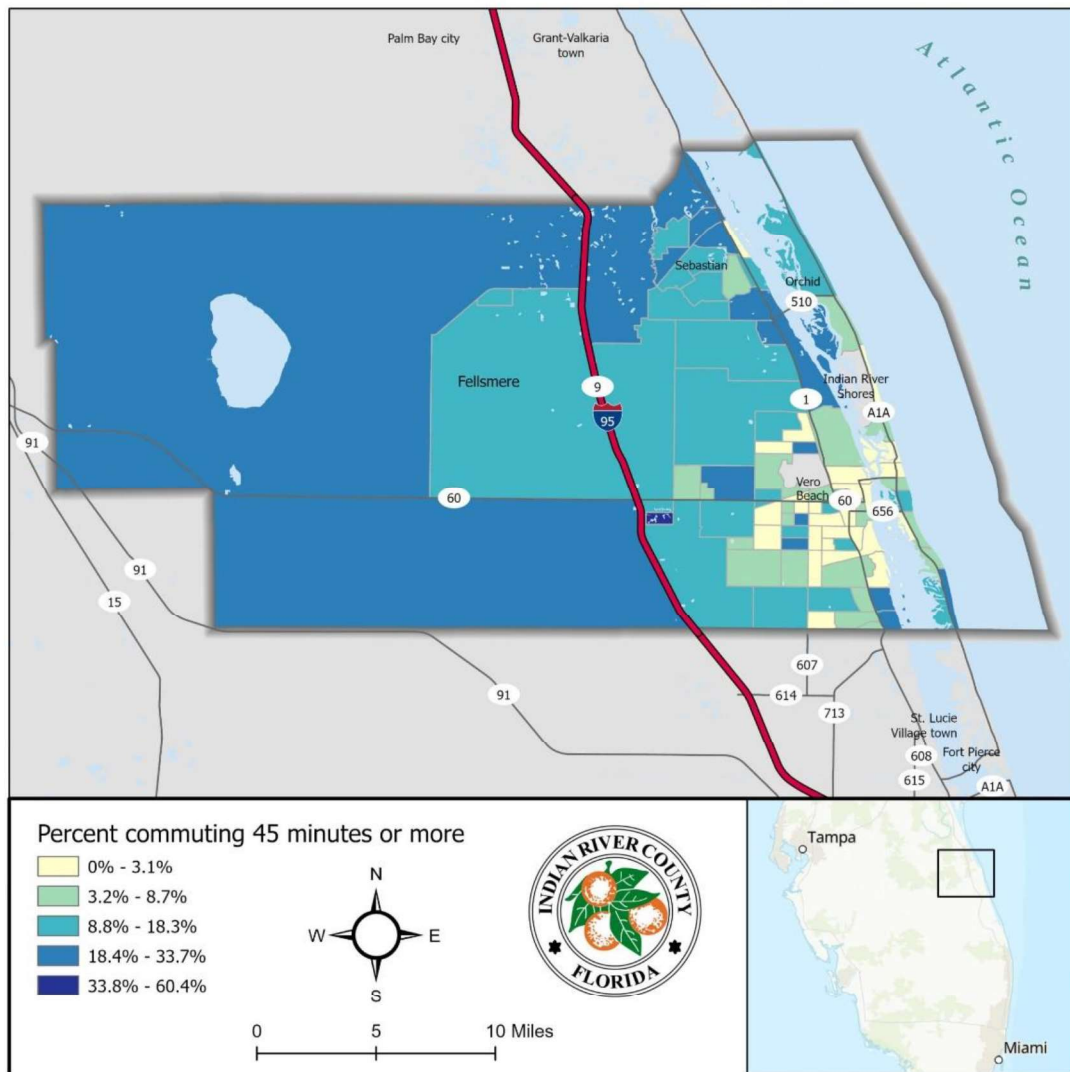 Palm Bay city
Grant-Valkaria
town
Atlantic Ocean
Sebastian
Orchid
510
Fellsmere
9
95
Indian River
Shores
1
A1A
91
Vero
Beach
60
60
656
91
15
91
607
614
713
St. Lucie
Village town
608
Fort Pierce
city
615
A1A
Percent commuting 45 minutes or more
0% - 3.1%
3.2% - 8.7%
8.8% - 18.3%
18.4% - 33.7%
33.8% - 60.4%
N
W
E
S
0
5
10 Miles
INDIAN RIVER COUNTY
FLORIDA
Tampa
Miami